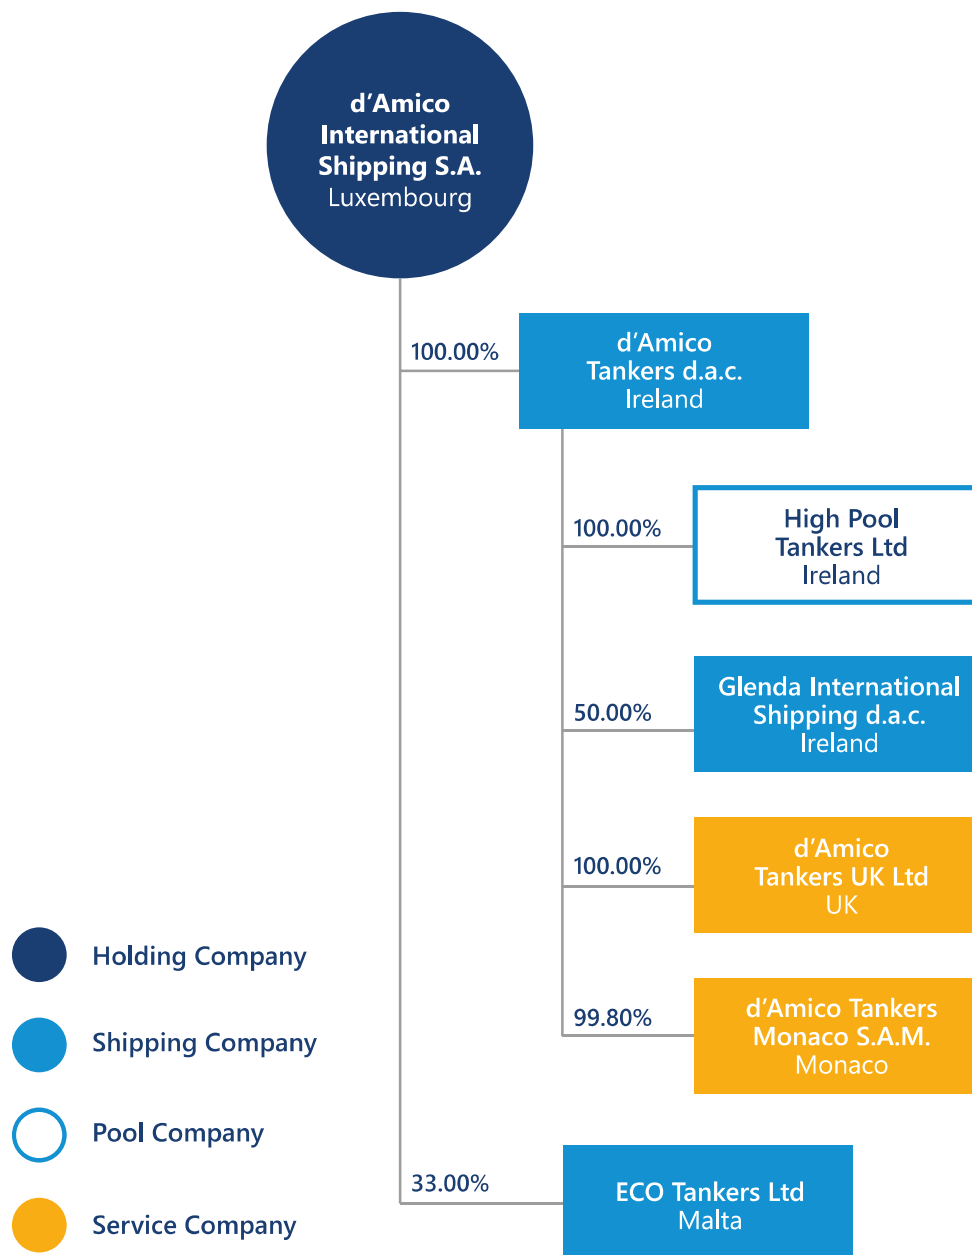 d’Amico
International
Shipping S.A.
Luxembourg
100.00%
d’Amico
Tankers d.a.c.
Ireland
100.00%
High Pool
Tankers Ltd
Ireland
50.00%
Glenda International
Shipping d.a.c.
Ireland
100.00%
d’Amico
Tankers UK Ltd
UK
99.80%
d’Amico Tankers
Monaco S.A.M.
Monaco
33.00%
ECO Tankers Ltd
Malta
Holding Company
Shipping Company
Pool Company
Service Company